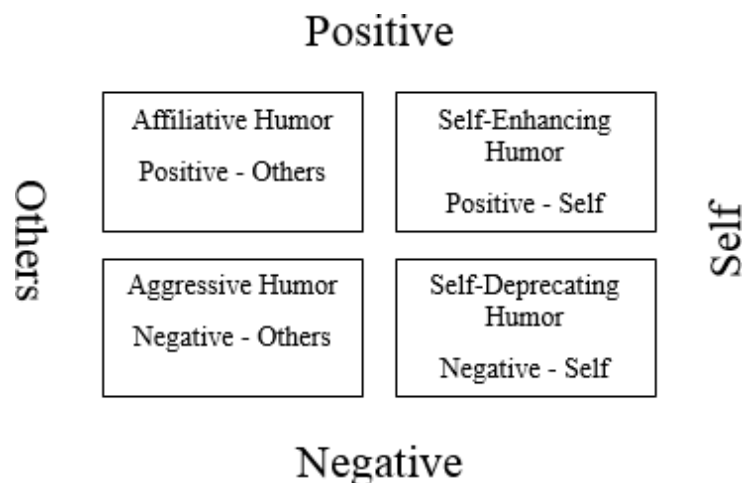 Positive
Affiliative Humor
Positive - Others
Self-Enhancing
Humor
Positive - Self
Others
Self
Aggressive Humor
Negative - Others
Self-Deprecating
Humor
Negative - Self
Negative